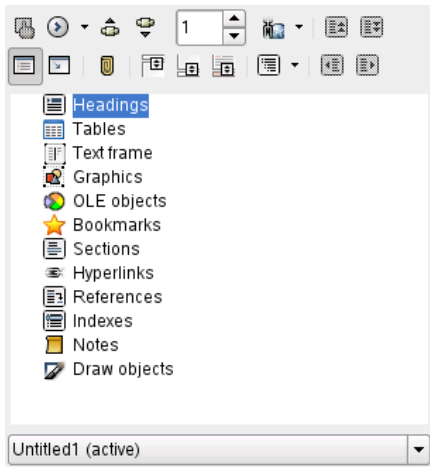 1
Headings
Tables
Text frame
Graphics
OLE objects
Bookmarks
Sections
Hyperlinks
References
Indexes
Notes
Draw objects
Untitled1 (active)